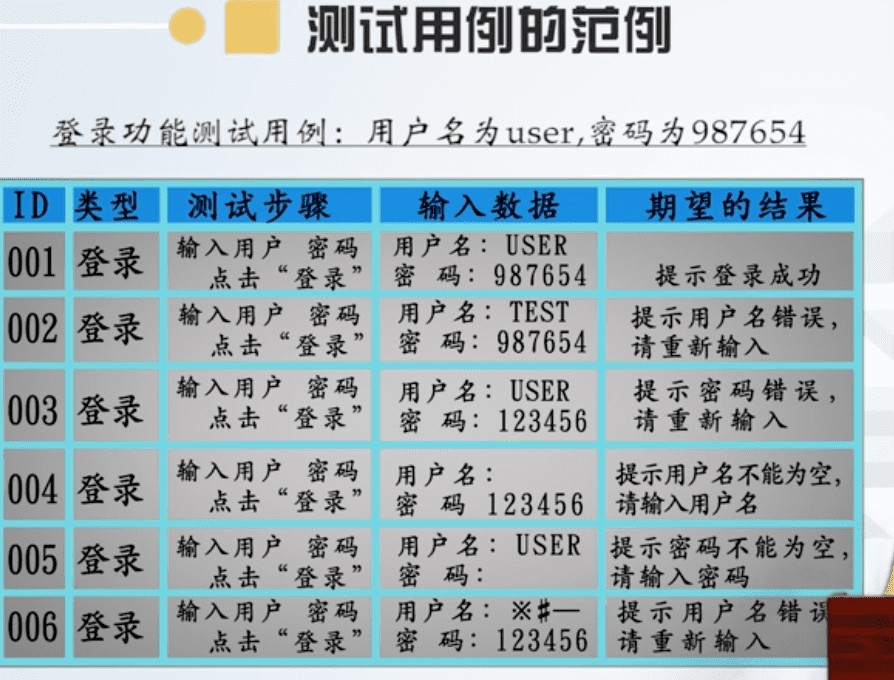 测试用例的范例
登录功能测试用例：用户名为user,密码为987654
ID 类型 测试步骤 输入数据 期望的结果
001 登录 输入用户 密码 点击“登录” 用户名：USER 密 码：987654 提示登录成功
002 登录 输入用户 密码 点击“登录” 用户名：TEST 密 码：987654 提示用户名错误，请重新输入
003 登录 输入用户 密码 点击“登录” 用户名：USER 密 码：123456 提示密码错误，请重新输入
004 登录 输入用户 密码 点击“登录” 用户名： 密 码 123456 提示用户名不能为空，请输入用户名
005 登录 输入用户 密码 点击“登录” 用户名：USER 密 码： 提示密码不能为空，请输入密码
006 登录 输入用户 密码 点击“登录” 用户名：※#— 密 码：123456 提示用户名错误 请重新输入